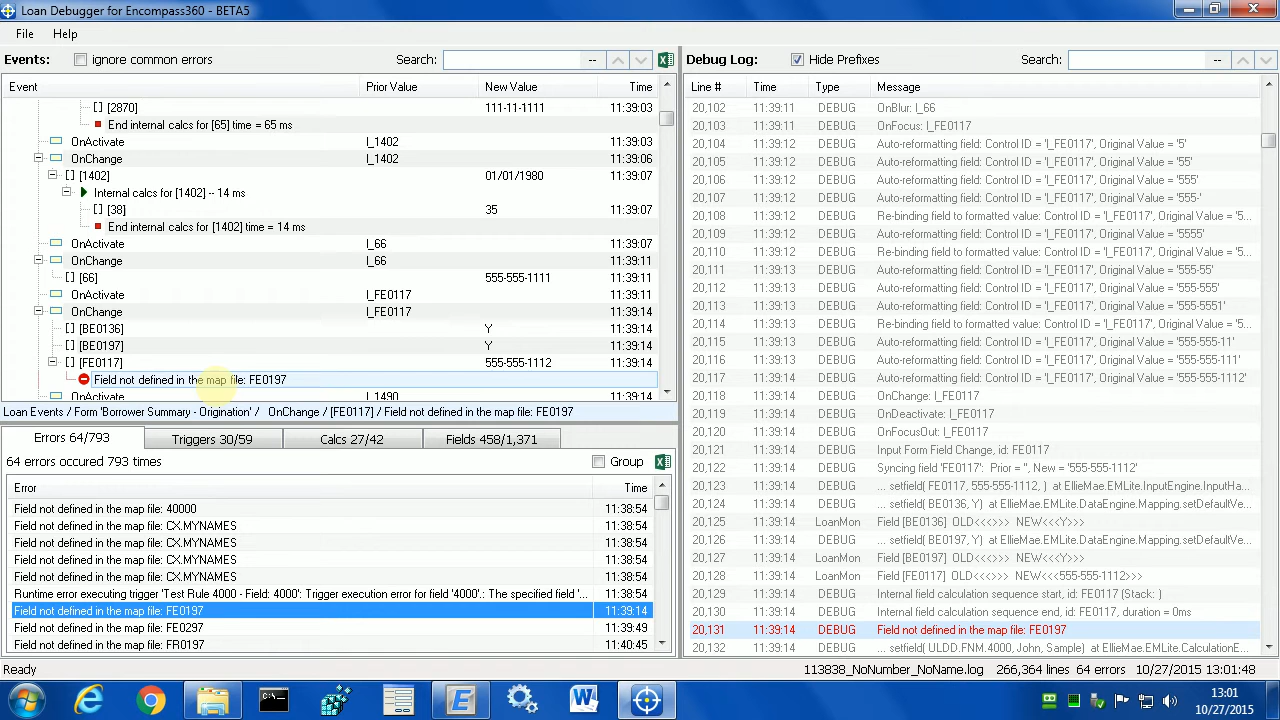 Loan Debugger for Encompass360 - BETA5
File Help
Events: ignore common errors Search: --
Event Prior Value New Value Time
[] [2870] 111-11-1111 11:39:03
End internal calcs for [65] time = 65 ms
OnActivate l_1402 11:39:03
OnChange l_1402 11:39:06
[] [1402] 01/01/1980 11:39:07
Internal calcs for [1402] -- 14 ms
[] [38] 35 11:39:07
End internal calcs for [1402] time = 14 ms
OnActivate l_66 11:39:07
OnChange l_66 11:39:11
[] [66] 555-555-1111 11:39:11
OnActivate l_FE0117 11:39:11
OnChange l_FE0117 11:39:14
[] [BE0136] Y 11:39:14
[] [BE0197] Y 11:39:14
[] [FE0117] 555-555-1112 11:39:14
Field not defined in the map file: FE0197
OnActivate l_1490 11:39:14
Loan Events / Form 'Borrower Summary - Origination' / OnChange / [FE0117] / Field not defined in the map file: FE0197
Errors 64/793 Triggers 30/59 Calcs 27/42 Fields 458/1,371
64 errors occured 793 times Group
Error Time
Field not defined in the map file: 40000 11:38:54
Field not defined in the map file: CX.MYNAMES 11:38:54
Field not defined in the map file: CX.MYNAMES 11:38:54
Field not defined in the map file: CX.MYNAMES 11:38:54
Field not defined in the map file: CX.MYNAMES 11:38:54
Runtime error executing trigger 'Test Rule 4000 - Field: 4000': Trigger execution error for field '4000'.: The specified field '... 11:38:54
Field not defined in the map file: FE0197 11:39:14
Field not defined in the map file: FE0297 11:39:49
Field not defined in the map file: FR0197 11:40:45
Debug Log: Hide Prefixes Search: --
Line # Time Type Message
20,102 11:39:11 DEBUG OnBlur: l_66
20,103 11:39:11 DEBUG OnFocus: l_FE0117
20,104 11:39:12 DEBUG Auto-reformatting field: Control ID = 'l_FE0117', Original Value = '5'
20,105 11:39:12 DEBUG Auto-reformatting field: Control ID = 'l_FE0117', Original Value = '55'
20,106 11:39:12 DEBUG Auto-reformatting field: Control ID = 'l_FE0117', Original Value = '555'
20,107 11:39:12 DEBUG Auto-reformatting field: Control ID = 'l_FE0117', Original Value = '555-'
20,108 11:39:12 DEBUG Re-binding field to formatted value: Control ID = 'l_FE0117', Original Value = '5...
20,109 11:39:12 DEBUG Auto-reformatting field: Control ID = 'l_FE0117', Original Value = '5555'
20,110 11:39:12 DEBUG Re-binding field to formatted value: Control ID = 'l_FE0117', Original Value = '5...
20,111 11:39:13 DEBUG Auto-reformatting field: Control ID = 'l_FE0117', Original Value = '555-55'
20,112 11:39:13 DEBUG Auto-reformatting field: Control ID = 'l_FE0117', Original Value = '555-555'
20,113 11:39:13 DEBUG Auto-reformatting field: Control ID = 'l_FE0117', Original Value = '555-5551'
20,114 11:39:13 DEBUG Re-binding field to formatted value: Control ID = 'l_FE0117', Original Value = '5...
20,115 11:39:13 DEBUG Auto-reformatting field: Control ID = 'l_FE0117', Original Value = '555-555-11'
20,116 11:39:13 DEBUG Auto-reformatting field: Control ID = 'l_FE0117', Original Value = '555-555-111'
20,117 11:39:14 DEBUG Auto-reformatting field: Control ID = 'l_FE0117', Original Value = '555-555-1112'
20,118 11:39:14 DEBUG OnChange: l_FE0117
20,119 11:39:14 DEBUG OnDeactivate: l_FE0117
20,120 11:39:14 DEBUG OnFocusOut: l_FE0117
20,121 11:39:14 DEBUG Input Form Field Change, id: FE0117
20,122 11:39:14 DEBUG Syncing field 'FE0117': Prior = '', New = '555-555-1112'
20,123 11:39:14 DEBUG ... setfield( FE0117, 555-555-1112, ) at EllieMae.EMLite.InputEngine.InputHa...
20,124 11:39:14 DEBUG ... setfield( BE0136, Y) at EllieMae.EMLite.DataEngine.Mapping.setDefaultVe...
20,125 11:39:14 LoanMon Field [BE0136] OLD<<<>>> NEW<<<Y>>>
20,126 11:39:14 DEBUG ... setfield( BE0197, Y) at EllieMae.EMLite.DataEngine.Mapping.setDefaultVe...
20,127 11:39:14 LoanMon Field [BE0197] OLD<<<>>> NEW<<<Y>>>
20,128 11:39:14 LoanMon Field [FE0117] OLD<<<>>> NEW<<<555-555-1112>>>
20,129 11:39:14 DEBUG Internal field calculation sequence start, id: FE0117 (Stack: )
20,130 11:39:14 DEBUG Internal field calculation sequence end, id: FE0117, duration = 0ms
20,131 11:39:14 DEBUG Field not defined in the map file: FE0197
20,132 11:39:14 DEBUG ... setfield( ULDD.FNM.4000, John, Sample) at EllieMae.EMLite.CalculationE...
Ready 113838_NoNumber_NoName.log 266,364 lines 64 errors 10/27/2015 13:01:48
13:01
10/27/2015